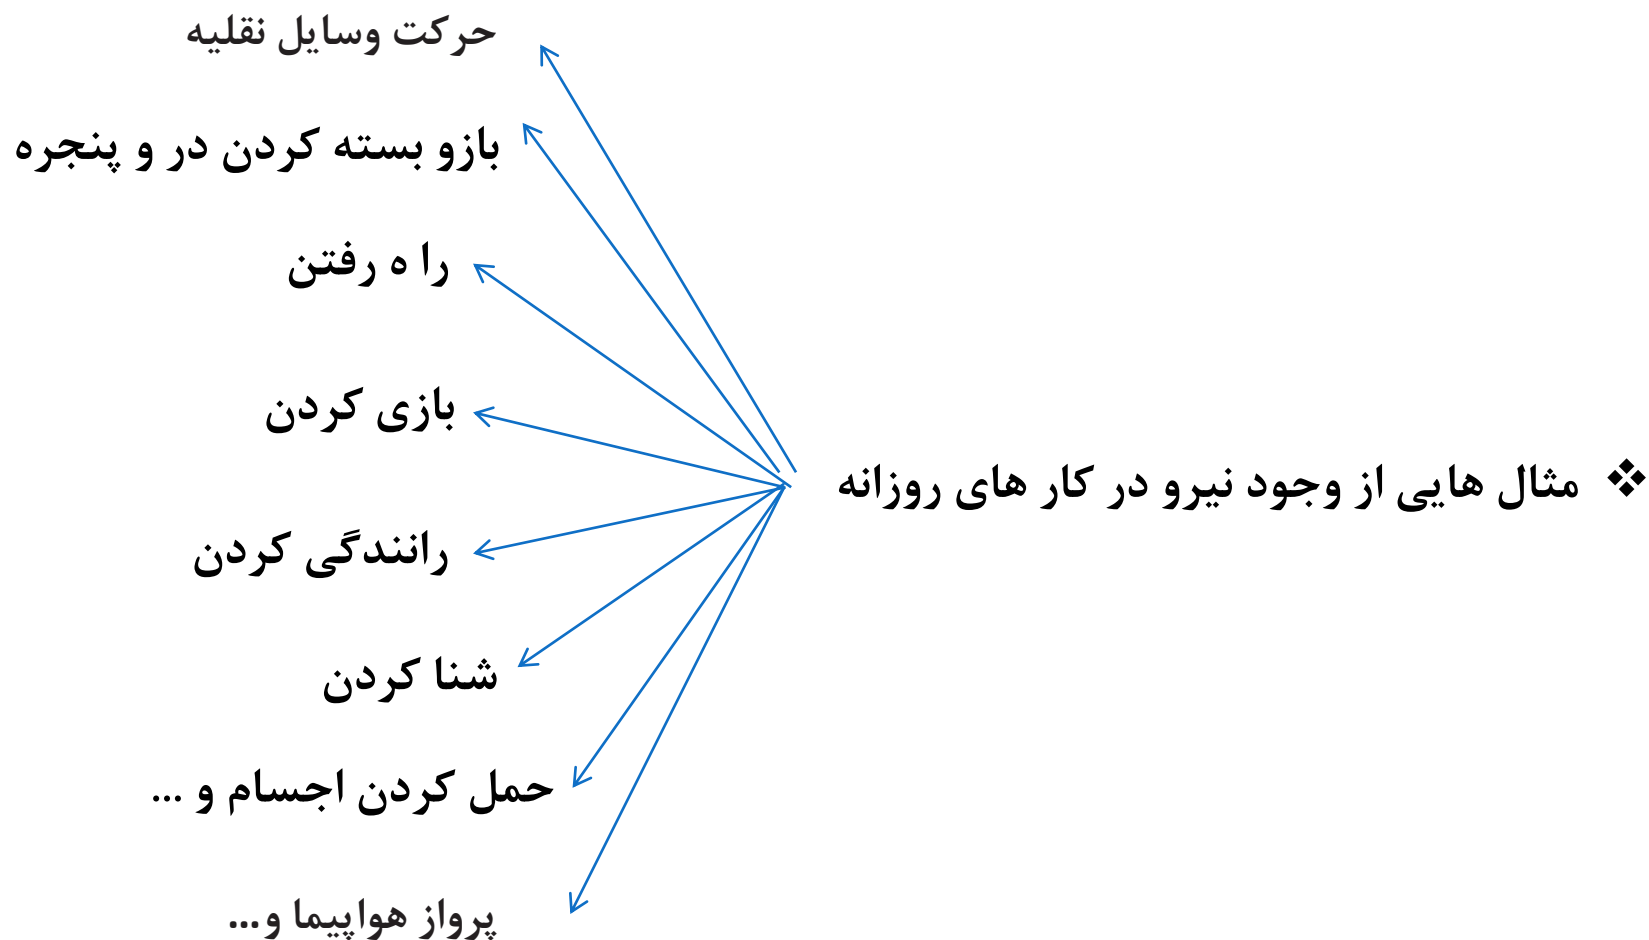 ❖ مثال هایی از وجود نیرو در کار های روزانه
حرکت وسایل نقلیه
بازو بسته کردن در و پنجره
را ه رفتن
بازی کردن
رانندگی کردن
شنا کردن
حمل کردن اجسام و ...
پرواز هواپیما و...